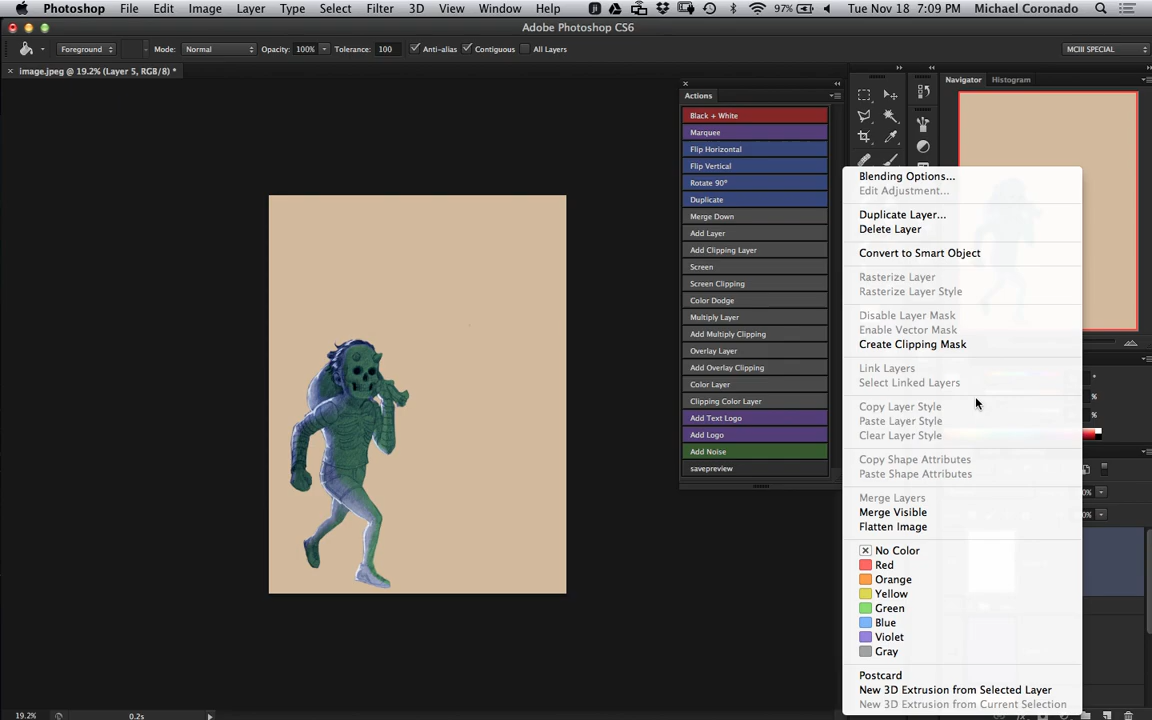 Photoshop File Edit Image Layer Type Select Filter 3D View Window Help 97% Tue Nov 18 7:09 PM Michael Coronado
Adobe Photoshop CS6
Foreground Mode: Normal Opacity: 100% Tolerance: 100 Anti-alias Contiguous All Layers MCIII SPECIAL
image.jpeg @ 19.2% (Layer 5, RGB/8) *
Navigator Histogram
Actions
Black + White
Marquee
Flip Horizontal
Flip Vertical
Rotate 90°
Duplicate
Merge Down
Add Layer
Add Clipping Layer
Screen
Screen Clipping
Color Dodge
Multiply Layer
Add Multiply Clipping
Overlay Layer
Add Overlay Clipping
Color Layer
Clipping Color Layer
Add Text Logo
Add Logo
Add Noise
savepreview
Blending Options...
Edit Adjustment...
Duplicate Layer...
Delete Layer
Convert to Smart Object
Rasterize Layer
Rasterize Layer Style
Disable Layer Mask
Enable Vector Mask
Create Clipping Mask
Link Layers
Select Linked Layers
Copy Layer Style
Paste Layer Style
Clear Layer Style
Copy Shape Attributes
Paste Shape Attributes
Merge Layers
Merge Visible
Flatten Image
No Color
Red
Orange
Yellow
Green
Blue
Violet
Gray
Postcard
New 3D Extrusion from Selected Layer
New 3D Extrusion from Current Selection
19.2% 0.2s